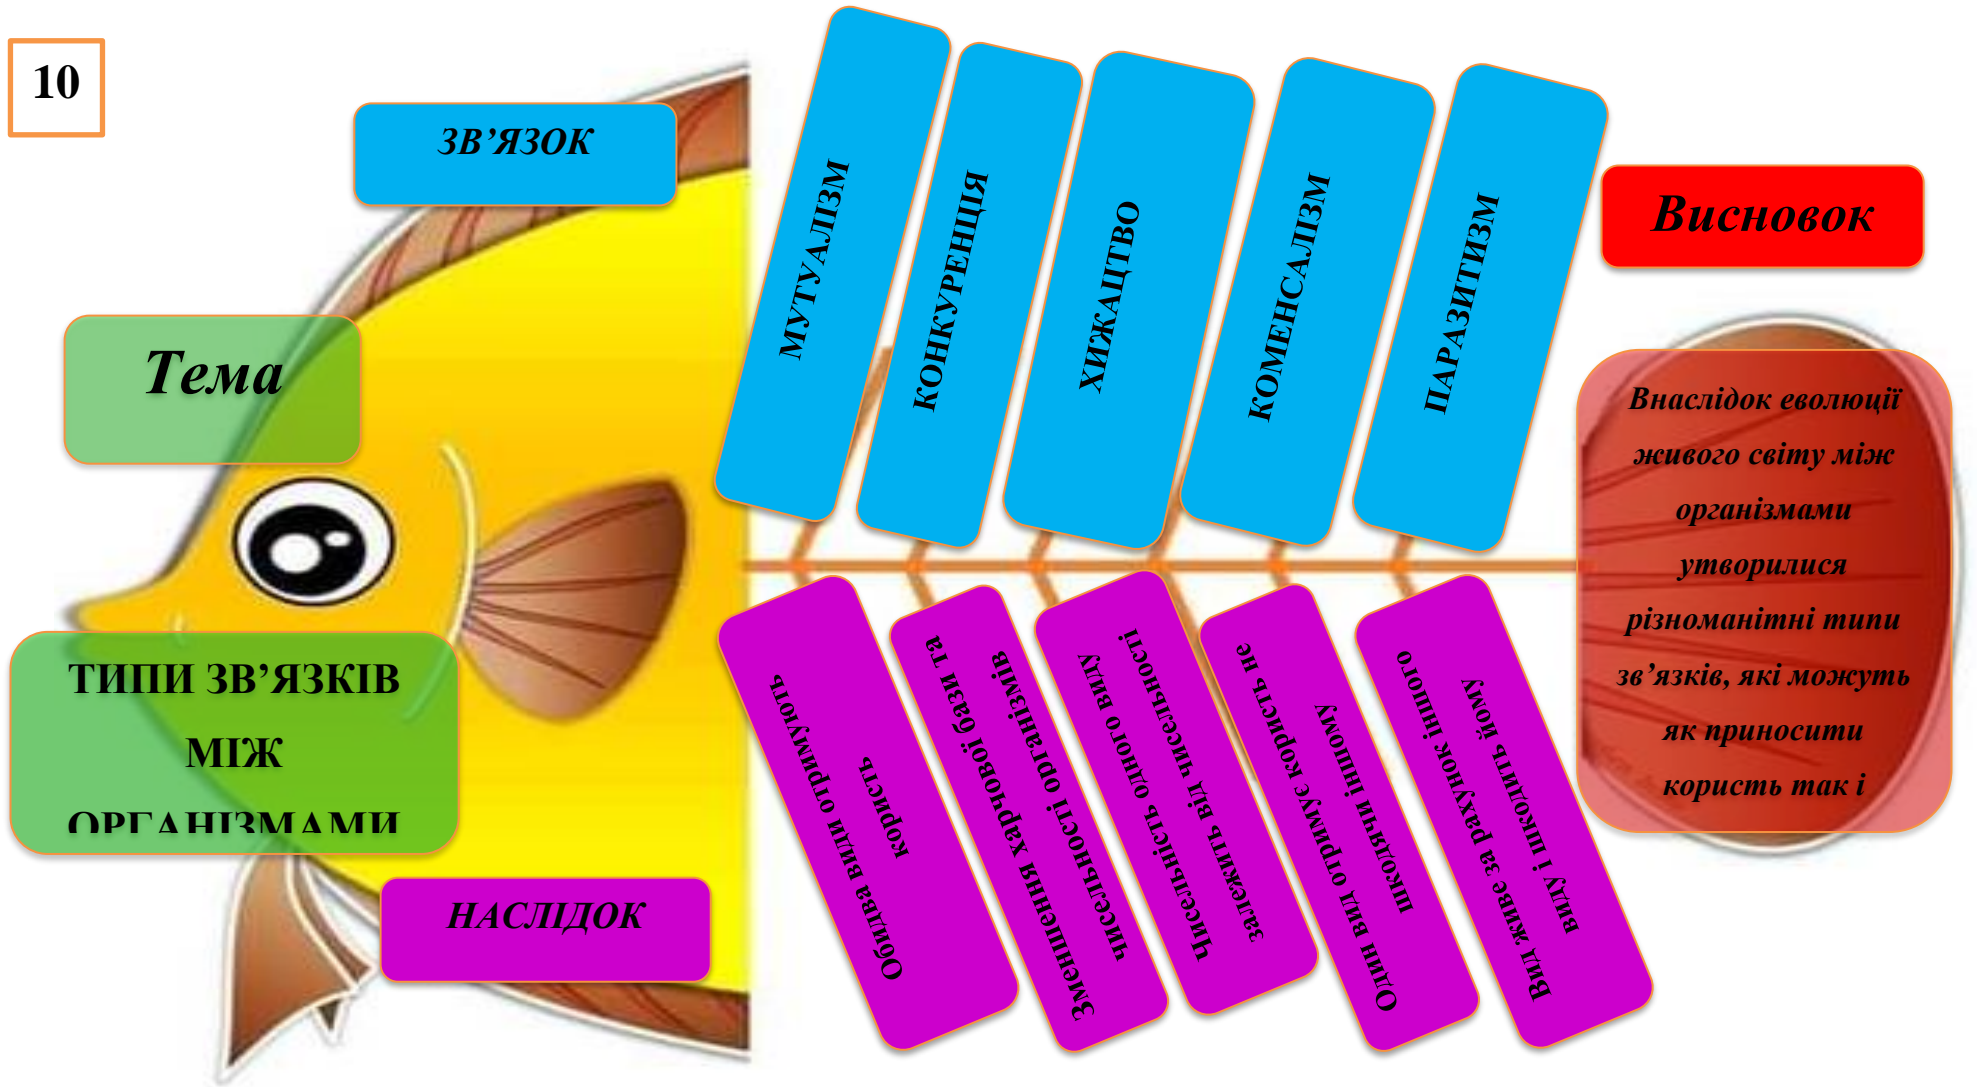 10
ЗВ’ЯЗОК
Тема
ТИПИ ЗВ’ЯЗКІВ
МІЖ
ОРГАНІЗМАМИ
НАСЛІДОК
МУТУАЛІЗМ
КОНКУРЕНЦІЯ
ХИЖАЦТВО
КОМЕНСАЛІЗМ
ПАРАЗИТИЗМ
Обидва види отримують
користь
Зменшення харчової бази та
чисельності організмів
Чисельність одного виду
залежить від чисельності
Один вид отримує користь не
шкодячи іншому
Вид живе за рахунок іншого
виду і шкодить йому
Висновок
Внаслідок еволюції
живого світу між
організмами
утворилися
різноманітні типи
зв’язків, які можуть
як приносити
користь так і